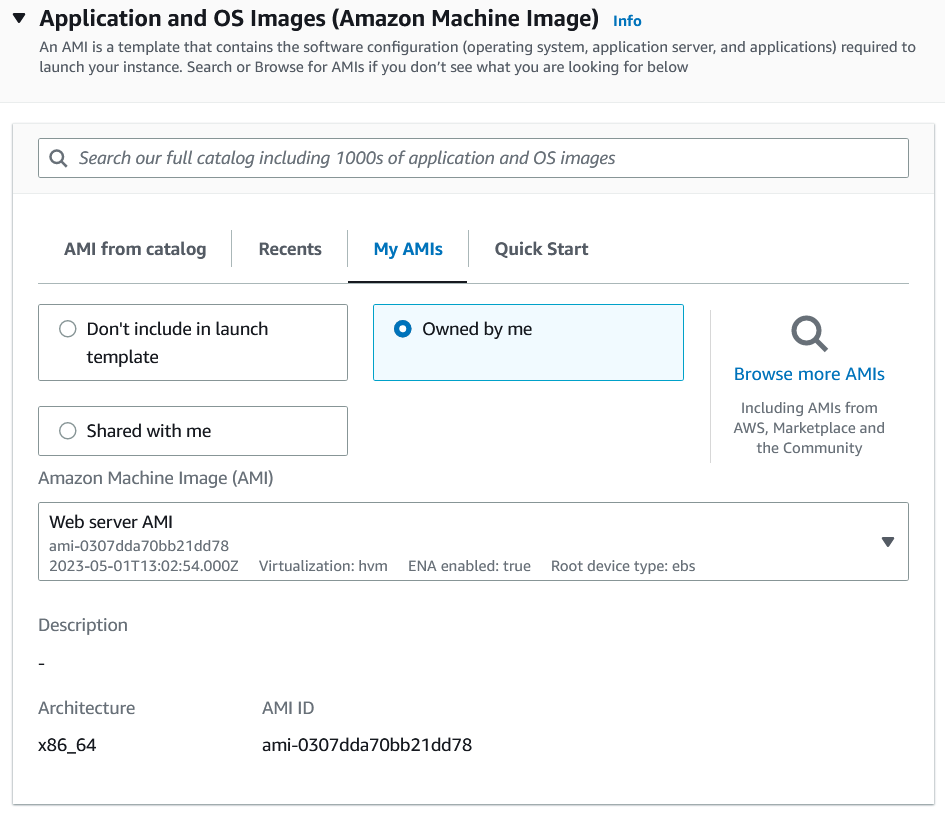 Application and OS Images (Amazon Machine Image) Info
An AMI is a template that contains the software configuration (operating system, application server, and applications) required to
launch your instance. Search or Browse for AMIs if you don’t see what you are looking for below
Search our full catalog including 1000s of application and OS images
AMI from catalog Recents My AMIs Quick Start
Don't include in launch
template
Owned by me
Shared with me
Browse more AMIs
Including AMIs from
AWS, Marketplace and
the Community
Amazon Machine Image (AMI)
Web server AMI
ami-0307dda70bb21dd78
2023-05-01T13:02:54.000Z Virtualization: hvm ENA enabled: true Root device type: ebs
Description
-
Architecture AMI ID
x86_64 ami-0307dda70bb21dd78